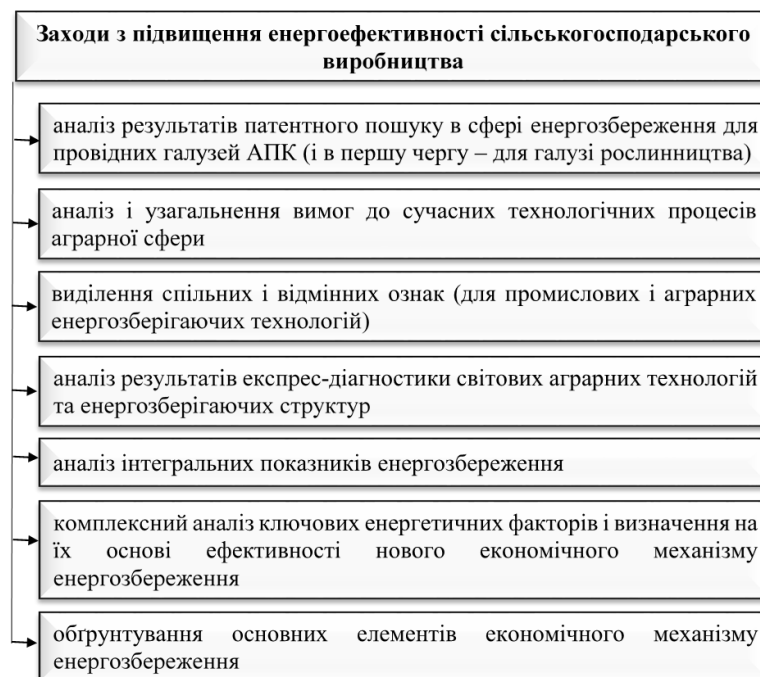 Заходи з підвищення енергоефективності сільськогосподарського
виробництва
аналіз результатів патентного пошуку в сфері енергозбереження для
провідних галузей АПК (і в першу чергу – для галузі рослинництва)
аналіз і узагальнення вимог до сучасних технологічних процесів
аграрної сфери
виділення спільних і відмінних ознак (для промислових і аграрних
енергозберігаючих технологій)
аналіз результатів експрес-діагностики світових аграрних технологій
та енергозберігаючих структур
аналіз інтегральних показників енергозбереження
комплексний аналіз ключових енергетичних факторів і визначення на
їх основі ефективності нового економічного механізму
енергозбереження
обґрунтування основних елементів економічного механізму
енергозбереження